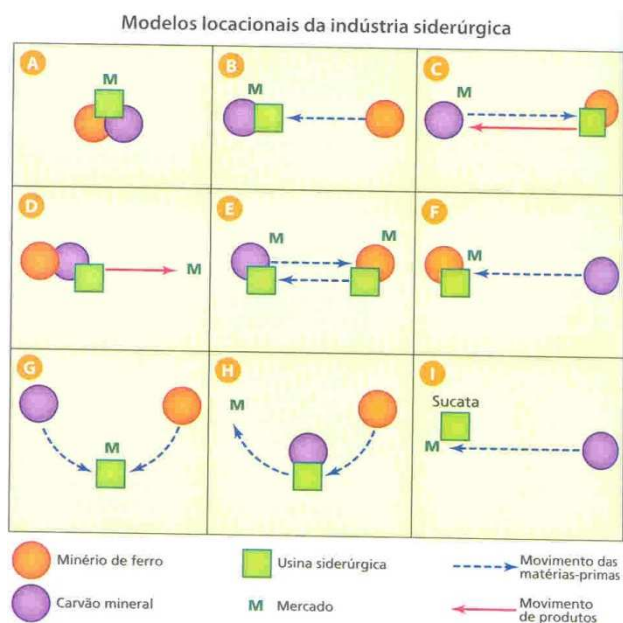 Modelos locacionais da indústria siderúrgica
A
M
B
M
C
M
D
M
E
M
M
F
M
G
M
H
M
I
Sucata
M
Minério de ferro
Usina siderúrgica
Movimento das
matérias-primas
Carvão mineral
M Mercado
Movimento
de produtos